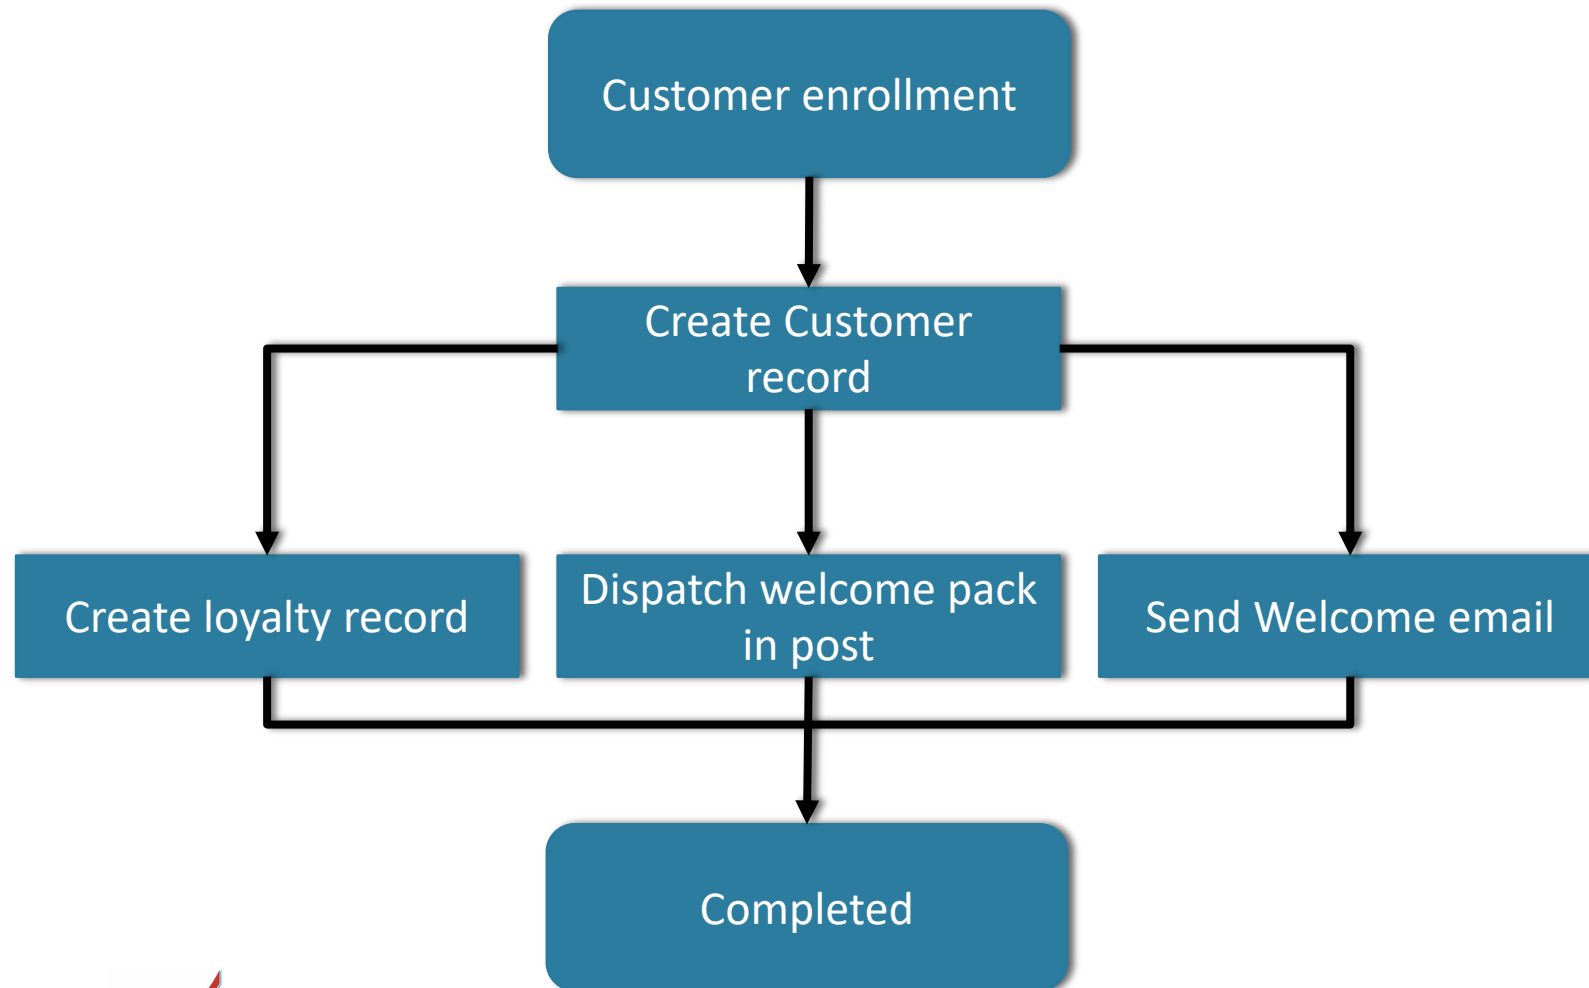 Customer enrollment
Create Customer
record
Create loyalty record
Dispatch welcome pack
in post
Send Welcome email
Completed